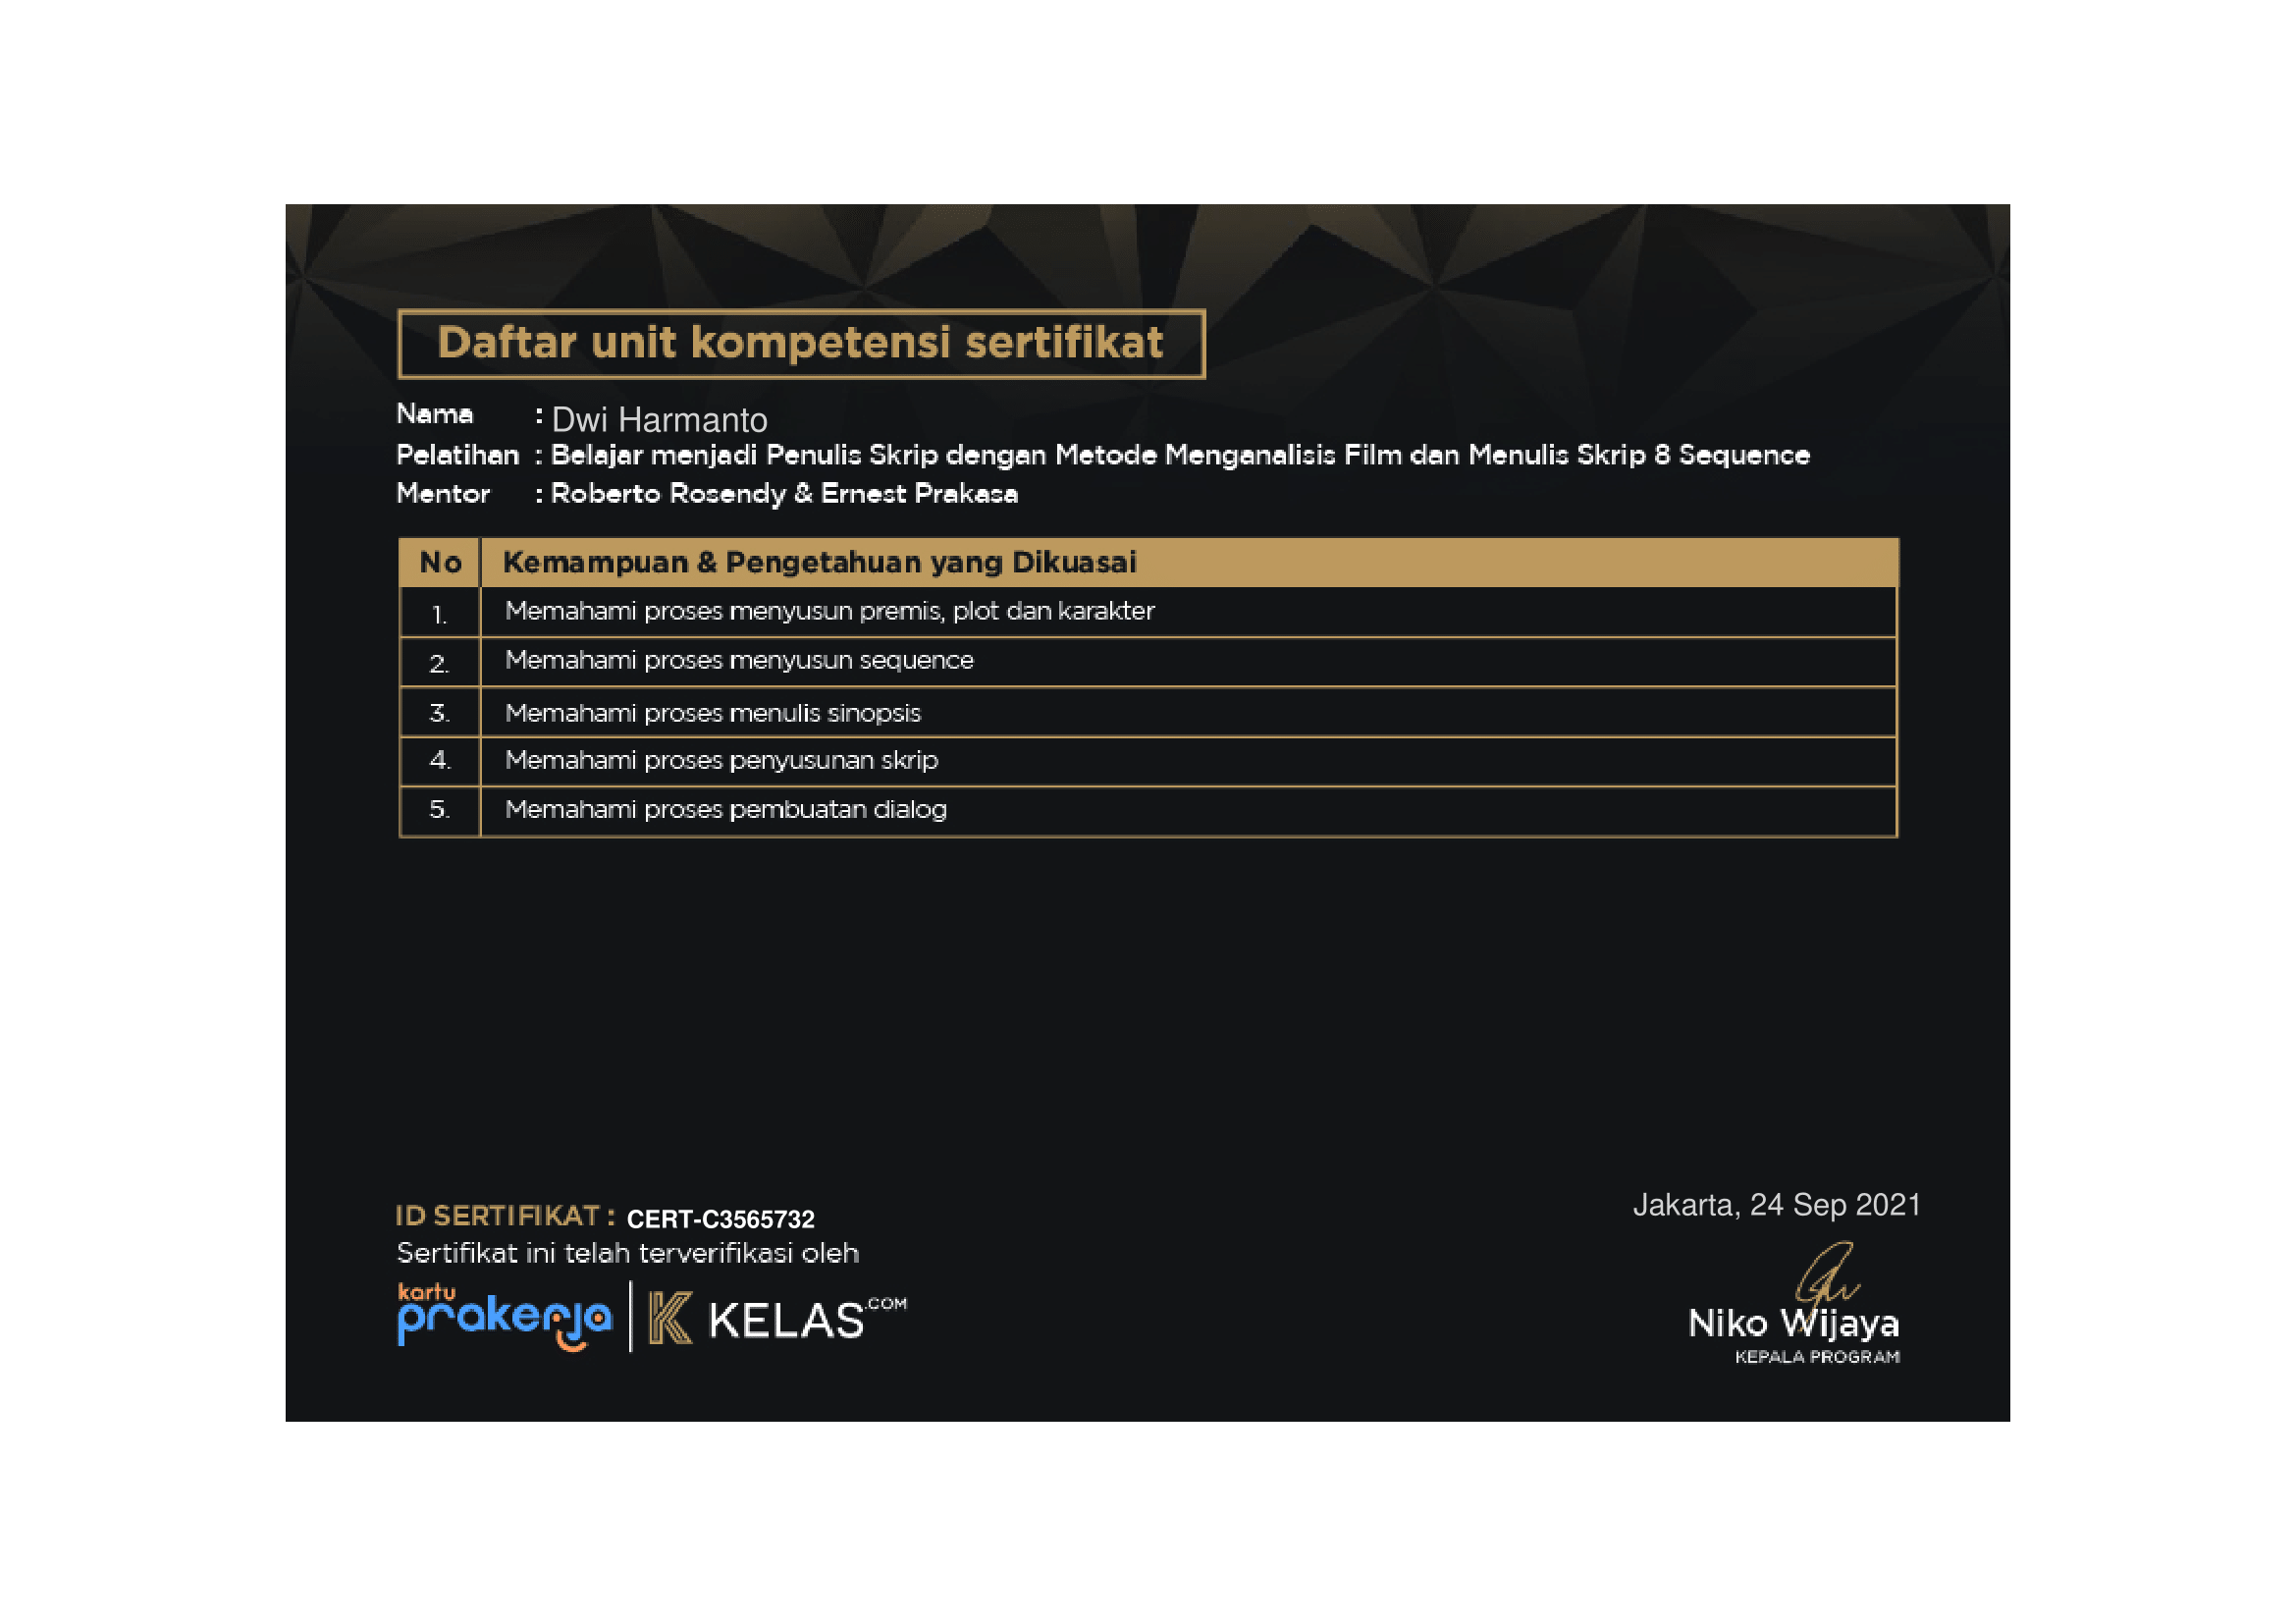 Daftar unit kompetensi sertifikat
Nama : Dwi Harmanto
Pelatihan : Belajar menjadi Penulis Skrip dengan Metode Menganalisis Film dan Menulis Skrip 8 Sequence
Mentor : Roberto Rosendy & Ernest Prakasa
No Kemampuan & Pengetahuan yang Dikuasai
1. Memahami proses menyusun premis, plot dan karakter
2. Memahami proses menyusun sequence
3. Memahami proses menulis sinopsis
4. Memahami proses penyusunan skrip
5. Memahami proses pembuatan dialog
ID SERTIFIKAT : CERT-C3565732
Sertifikat ini telah terverifikasi oleh
kartu
prakerja
K KELAS.COM
Jakarta, 24 Sep 2021
Niko Wijaya
KEPALA PROGRAM